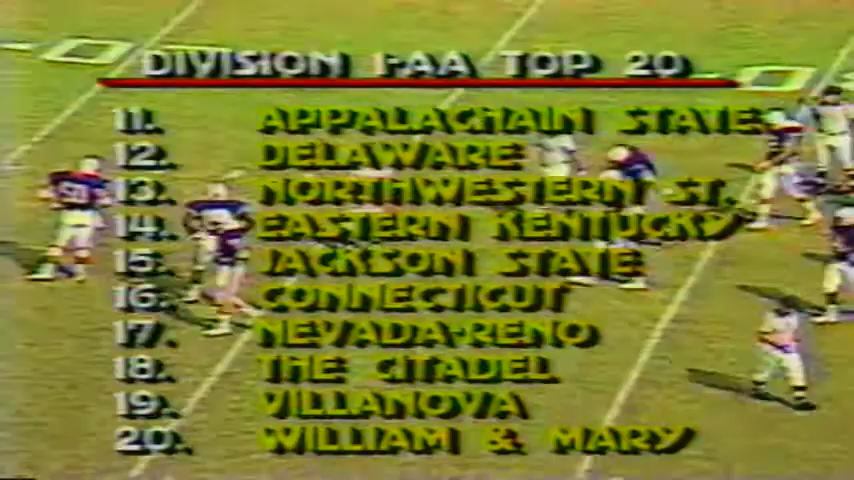 DIVISION I-AA TOP 20
11. APPALACHAIN STATE
12. DELAWARE
13. NORTHWESTERN ST.
14. EASTERN KENTUCKY
15. JACKSON STATE
16. CONNECTICUT
17. NEVADA-RENO
18. THE CITADEL
19. VILLANOVA
20. WILLIAM & MARY